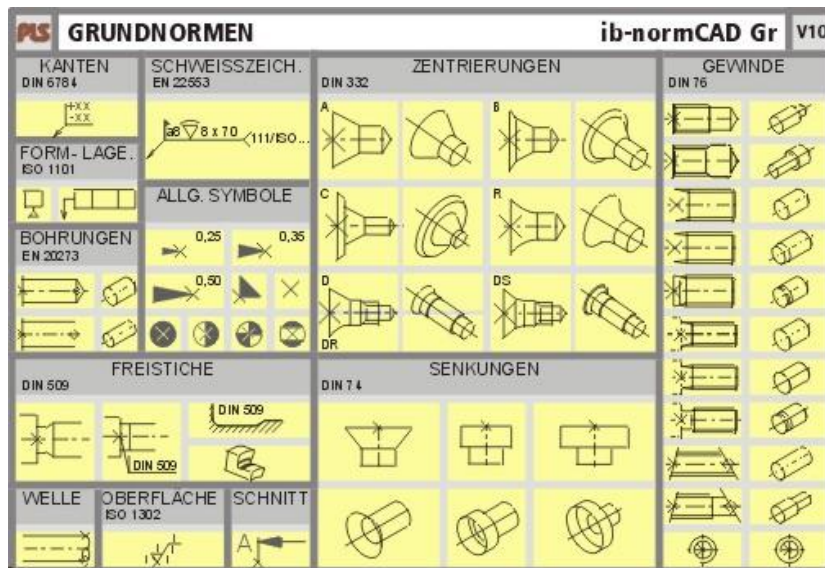 PLS GRUNDNORMEN ib-normCAD Gr V10
KANTEN
DIN 6784
+XX
-XX
FORM- LAGE.
ISO 1101
BOHRUNGEN
EN 20273
SCHWEISSZEICH.
EN 22553
a8 8 x 70 111/ISO...
ALLG. SYMBOLE
0,25 0,35
0,50
ZENTRIERUNGEN
DIN 332
A B
C R
D DS
DR
GEWINDE
DIN 76
FREISTICHE
DIN 509
DIN 509
DIN 509
SENKUNGEN
DIN 74
WELLE
OBERFLÄCHE
ISO 1302
SCHNITT
A